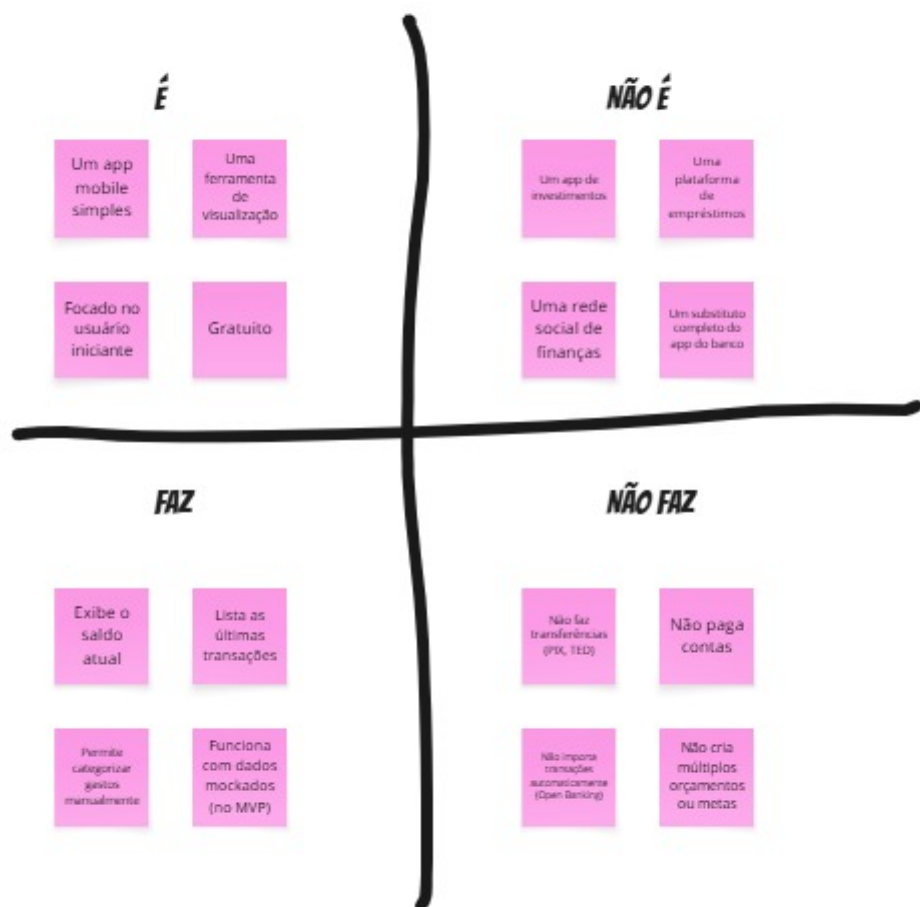 É
Um app
mobile
simples
Uma
ferramenta
de
visualização
Focado no
usuário
iniciante
Gratuito
NÃO É
Um app de
investimentos
Uma
plataforma
de
empréstimos
Uma rede
social de
finanças
Um substituto
completo do
app do banco
FAZ
Exibe o
saldo
atual
Lista as
últimas
transações
Permite
categorizar
gastos
manualmente
Funciona
com dados
mockados
(no MVP)
NÃO FAZ
Não faz
transferências
(PIX, TED)
Não paga
contas
Não importa
transações
automaticamente
(Open Banking)
Não cria
múltiplos
orçamentos
ou metas